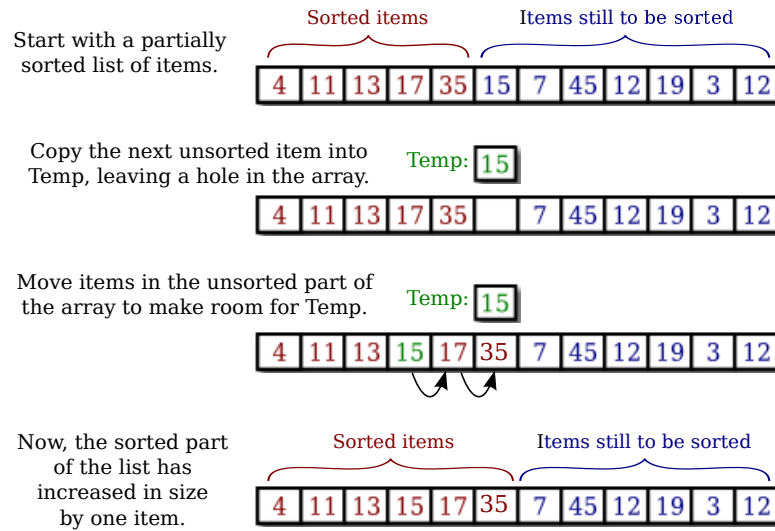 Sorted items
Items still to be sorted
Start with a partially
sorted list of items.
4 11 13 17 35 15 7 45 12 19 3 12
Copy the next unsorted item into
Temp, leaving a hole in the array.
Temp: 15
4 11 13 17 35 7 45 12 19 3 12
Move items in the unsorted part of
the array to make room for Temp.
Temp: 15
4 11 13 15 17 35 7 45 12 19 3 12
Now, the sorted part
of the list has
increased in size
by one item.
Sorted items
Items still to be sorted
4 11 13 15 17 35 7 45 12 19 3 12